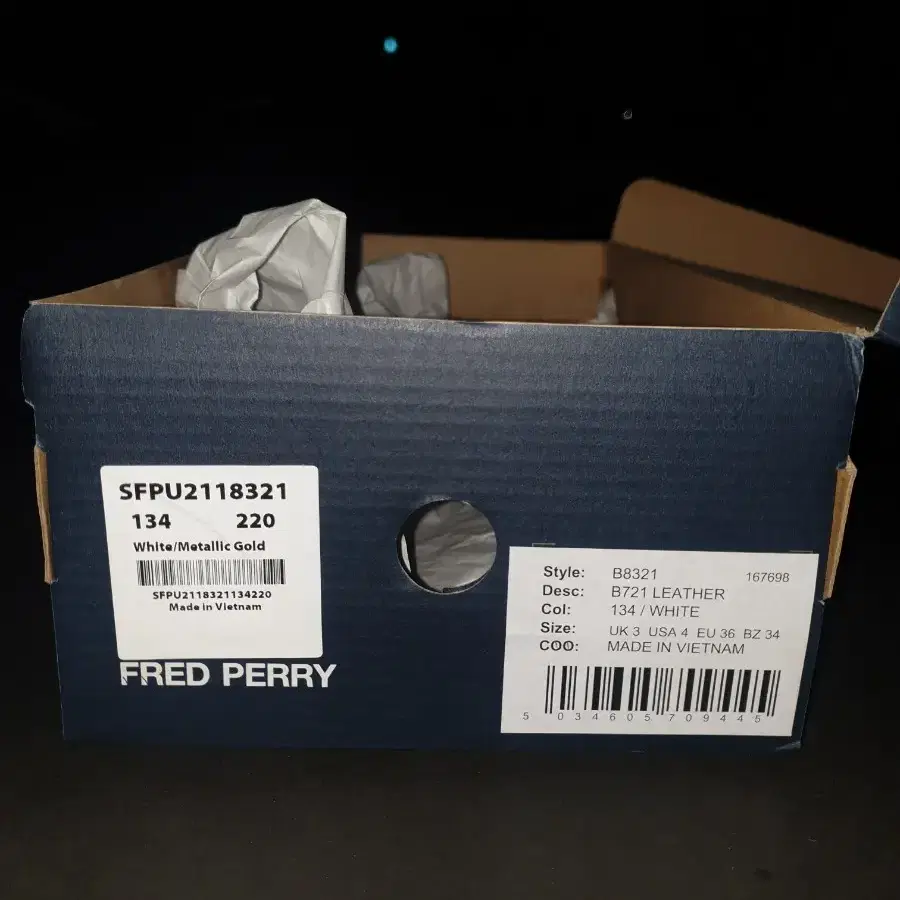 SFPU2118321
134 220
White/Metallic Gold
SFPU2118321134220
Made in Vietnam
FRED PERRY
Style: B8321 167698
Desc: B721 LEATHER
Col: 134 / WHITE
Size: UK 3 USA 4 EU 36 BZ 34
COO: MADE IN VIETNAM
5 034605 709445